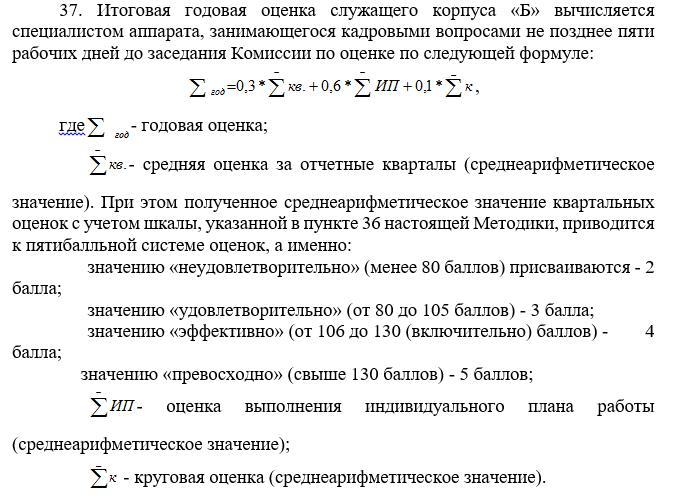 37. Итоговая годовая оценка служащего корпуса «Б» вычисляется
специалистом аппарата, занимающегося кадровыми вопросами не позднее пяти
рабочих дней до заседания Комиссии по оценке по следующей формуле:
∑ год = 0,3 * ∑̄ кв. + 0,6 * ∑̄ ИП + 0,1 * ∑̄ к ,
где ∑ год - годовая оценка;
∑̄ кв. - средняя оценка за отчетные кварталы (среднеарифметическое
значение). При этом полученное среднеарифметическое значение квартальных
оценок с учетом шкалы, указанной в пункте 36 настоящей Методики, приводится
к пятибалльной системе оценок, а именно:
значению «неудовлетворительно» (менее 80 баллов) присваиваются - 2
балла;
значению «удовлетворительно» (от 80 до 105 баллов) - 3 балла;
значению «эффективно» (от 106 до 130 (включительно) баллов) - 4
балла;
значению «превосходно» (свыше 130 баллов) - 5 баллов;
∑̄ ИП - оценка выполнения индивидуального плана работы
(среднеарифметическое значение);
∑̄ к - круговая оценка (среднеарифметическое значение).